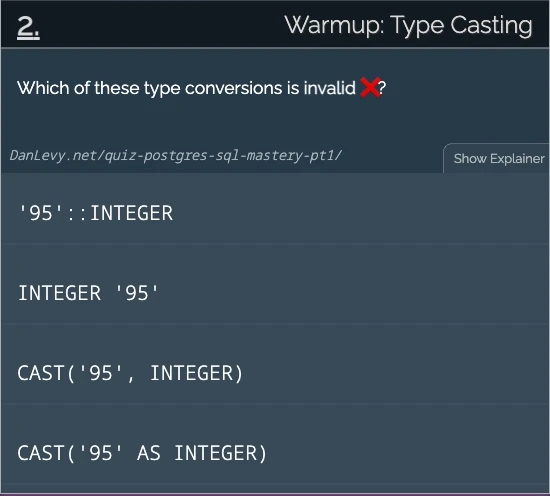 2.
Warmup: Type Casting
Which of these type conversions is invalid ❌?
DanLevy.net/quiz-postgres-sql-mastery-pt1/
Show Explainer
'95'::INTEGER
INTEGER '95'
CAST('95', INTEGER)
CAST('95' AS INTEGER)